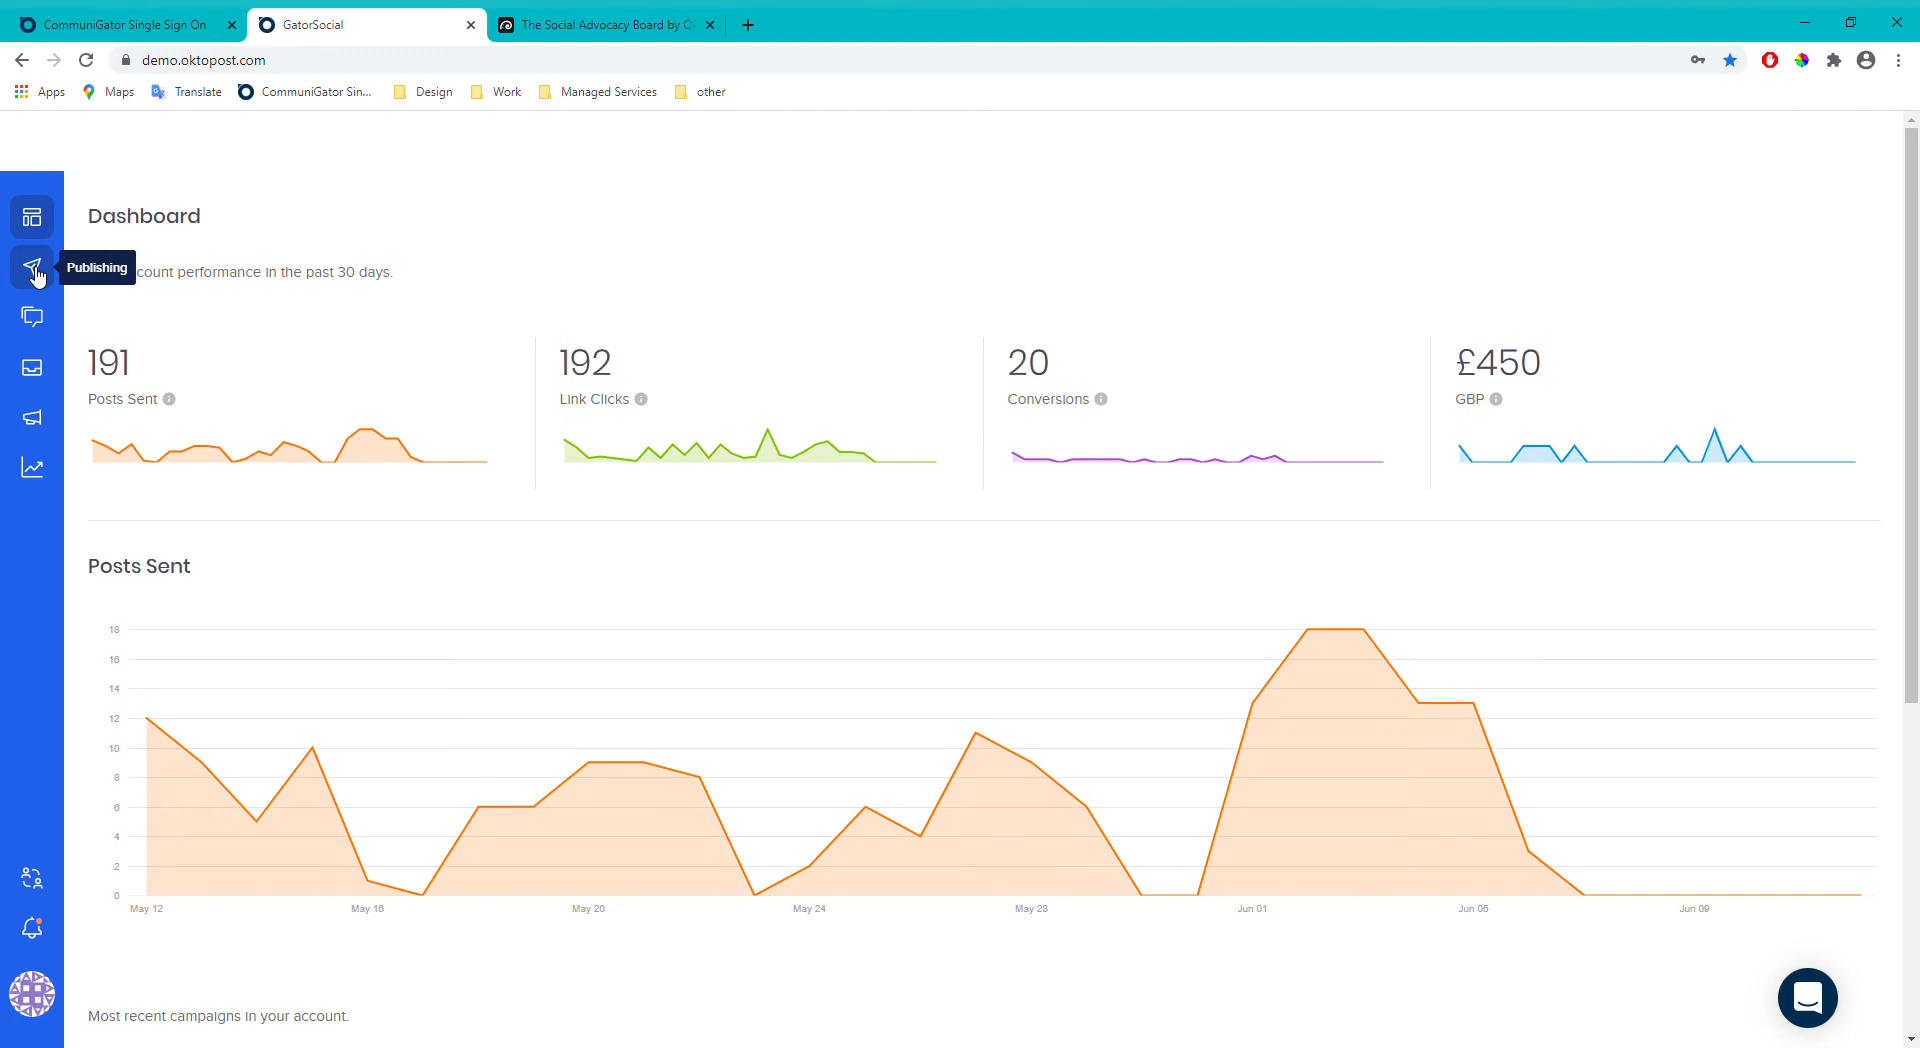 CommuniGator Single Sign On
GatorSocial
The Social Advocacy Board by O
demo.oktopost.com
Apps
Maps
Translate
CommuniGator Sin...
Design
Work
Managed Services
other
Dashboard
Publishing
count performance in the past 30 days.
191
Posts Sent
192
Link Clicks
20
Conversions
£450
GBP
Posts Sent
18
16
14
12
10
8
6
4
2
0
May 12
May 16
May 20
May 24
May 28
Jun 01
Jun 05
Jun 09
Most recent campaigns in your account.